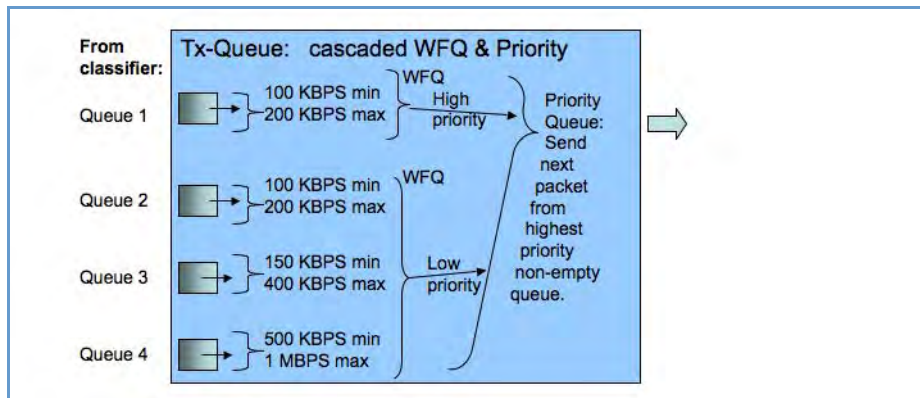 From
classifier:
Tx-Queue: cascaded WFQ & Priority
Queue 1
100 KBPS min
200 KBPS max
WFQ
High
priority
Queue 2
100 KBPS min
200 KBPS max
WFQ
Queue 3
150 KBPS min
400 KBPS max
Low
priority
Queue 4
500 KBPS min
1 MBPS max
Priority
Queue:
Send
next
packet
from
highest
priority
non-empty
queue.